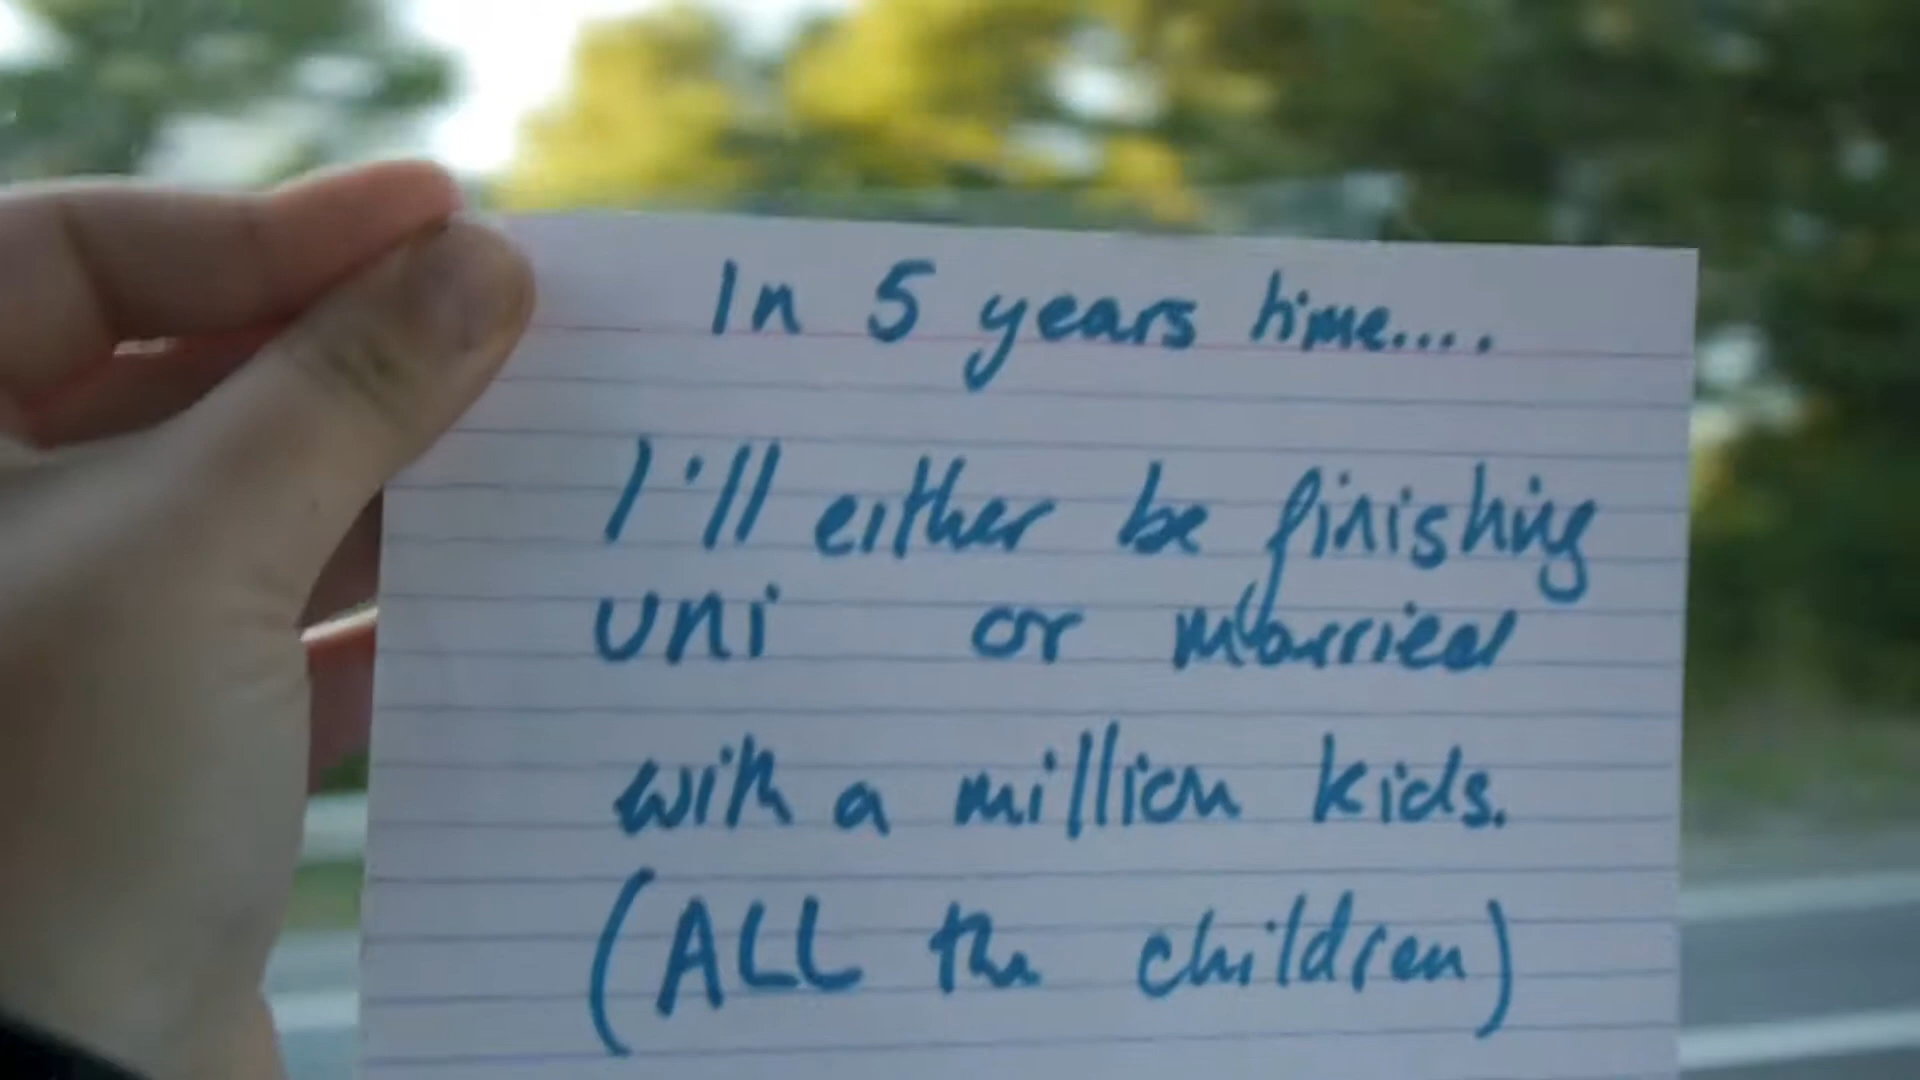 In 5 years time....
I'll either be finishing
uni or married
with a million kids.
(ALL the children)